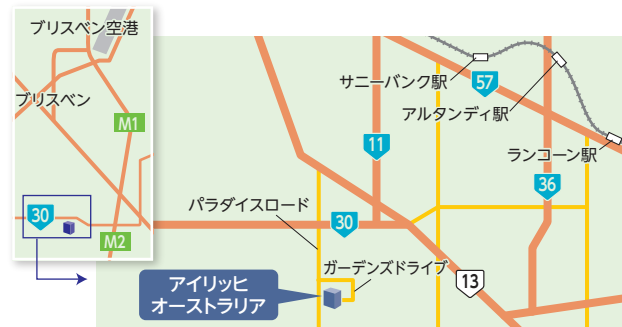 ブリスベン空港
ブリスベン
M1
30
M2
サニーバンク駅
57
アルタンディ駅
11
ランコーン駅
36
パラダイスロード
30
ガーデンズドライブ
13
アイリッヒ
オーストラリア